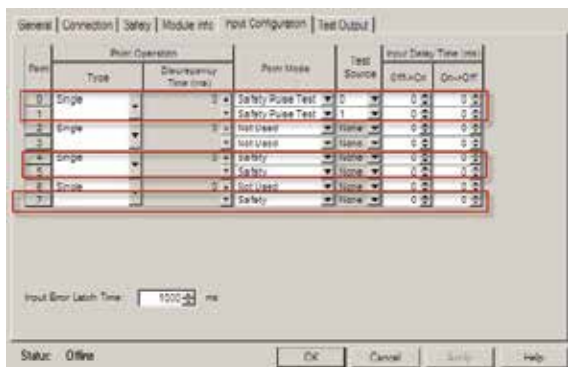 General | Connection | Safety | Module Info | Input Configuration | Test Output
Point Operation
Input Delay Time (ms)
Point
Type
Discrepancy Time (ms)
Point Mode
Test Source
Off->On
On->Off
0 Single 0 Safety Pulse Test 0 0 0
1 Safety Pulse Test 1 0 0
2 Single 0 Not Used None 0 0
3 Not Used None 0 0
4 Single 0 Safety None 0 0
5 Safety None 0 0
6 Single 0 Not Used None 0 0
7 Safety None 0 0
Input Error Latch Time: 1000 ms
Status: Offline
OK Cancel Apply Help